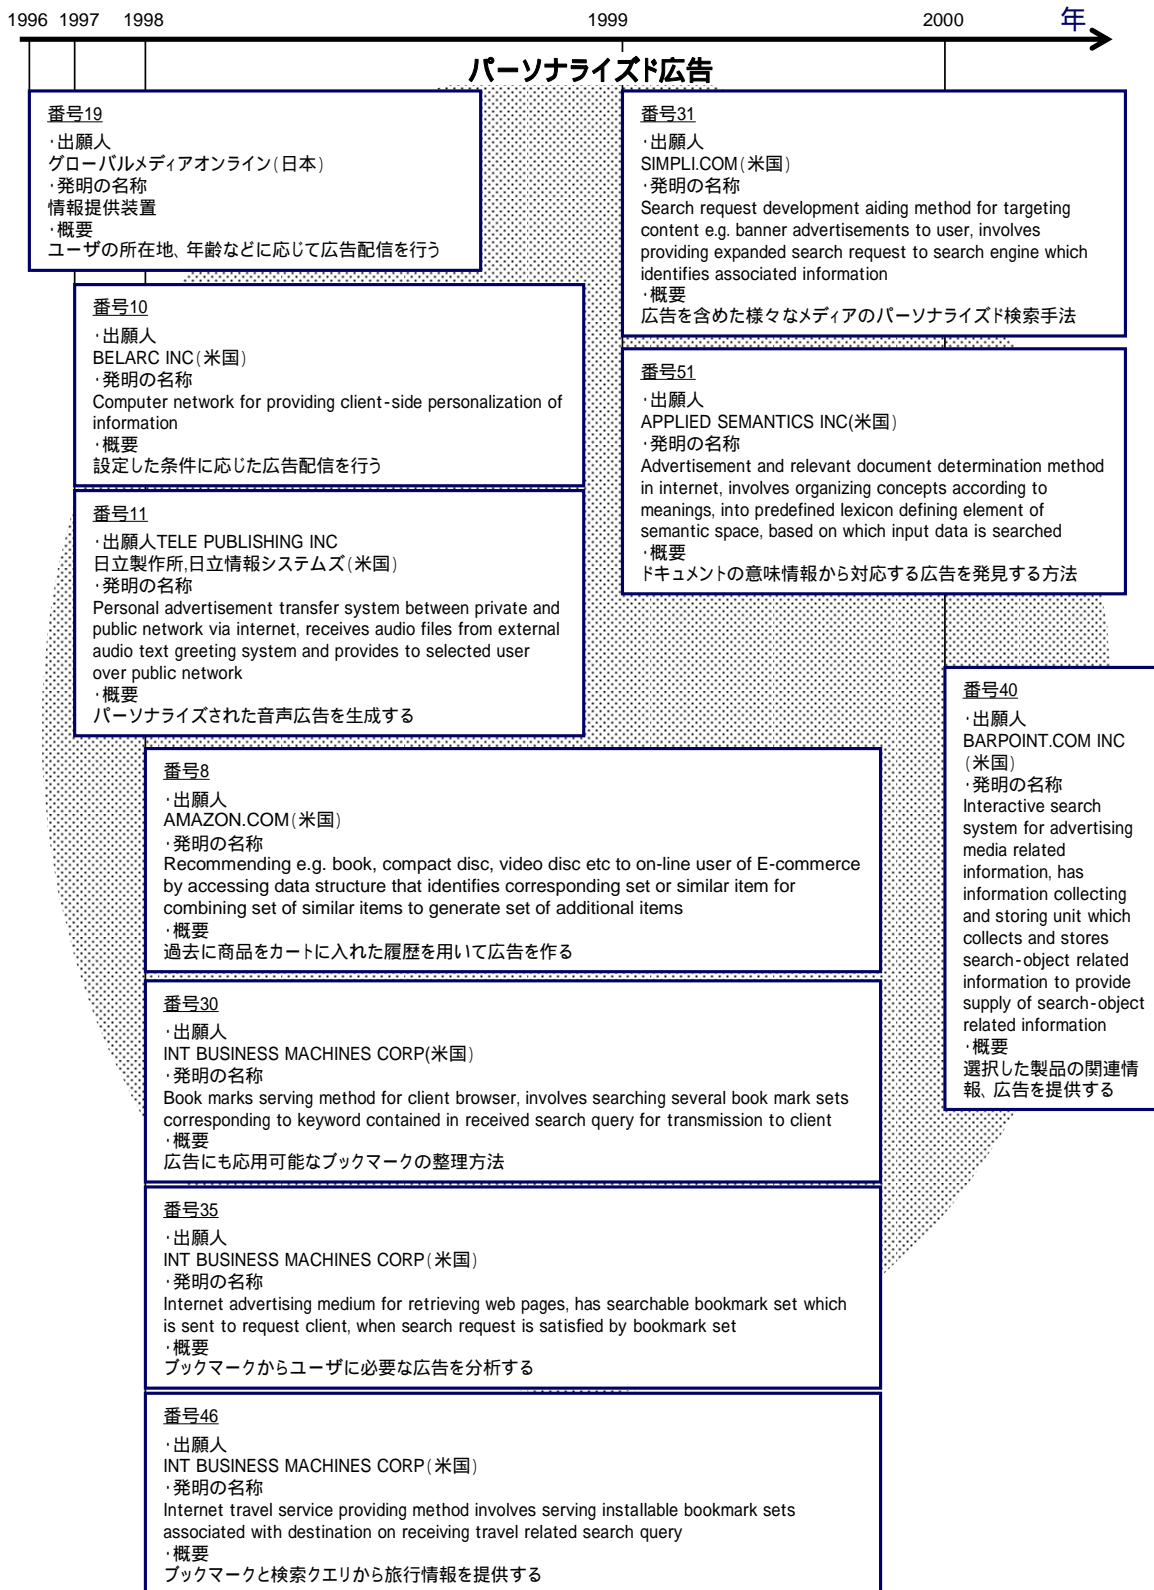 1996 1997 1998 1999 2000 年
パーソナライズド広告
番号19
·出願人
グローバルメディアオンライン(日本)
·発明の名称
情報提供装置
·概要
ユーザの所在地、年齢などに応じて広告配信を行う
番号10
·出願人
BELARC INC(米国)
·発明の名称
Computer network for providing client-side personalization of
information
·概要
設定した条件に応じた広告配信を行う
番号11
·出願人TELE PUBLISHING INC
日立製作所,日立情報システムズ(米国)
·発明の名称
Personal advertisement transfer system between private and
public network via internet, receives audio files from external
audio text greeting system and provides to selected user
over public network
·概要
パーソナライズされた音声広告を生成する
番号8
·出願人
AMAZON.COM(米国)
·発明の名称
Recommending e.g. book, compact disc, video disc etc to on-line user of E-commerce
by accessing data structure that identifies corresponding set or similar item for
combining set of similar items to generate set of additional items
·概要
過去に商品をカートに入れた履歴を用いて広告を作る
番号30
·出願人
INT BUSINESS MACHINES CORP(米国)
·発明の名称
Book marks serving method for client browser, involves searching several book mark sets
corresponding to keyword contained in received search query for transmission to client
·概要
広告にも応用可能なブックマークの整理方法
番号35
·出願人
INT BUSINESS MACHINES CORP(米国)
·発明の名称
Internet advertising medium for retrieving web pages, has searchable bookmark set which
is sent to request client, when search request is satisfied by bookmark set
·概要
ブックマークからユーザに必要な広告を分析する
番号46
·出願人
INT BUSINESS MACHINES CORP(米国)
·発明の名称
Internet travel service providing method involves serving installable bookmark sets
associated with destination on receiving travel related search query
·概要
ブックマークと検索クエリから旅行情報を提供する
番号31
·出願人
SIMPLI.COM(米国)
·発明の名称
Search request development aiding method for targeting
content e.g. banner advertisements to user, involves
providing expanded search request to search engine which
identifies associated information
·概要
広告を含めた様々なメディアのパーソナライズド検索手法
番号51
·出願人
APPLIED SEMANTICS INC(米国)
·発明の名称
Advertisement and relevant document determination method
in internet, involves organizing concepts according to
meanings, into predefined lexicon defining element of
semantic space, based on which input data is searched
·概要
ドキュメントの意味情報から対応する広告を発見する方法
番号40
·出願人
BARPOINT.COM INC
(米国)
·発明の名称
Interactive search
system for advertising
media related
information, has
information collecting
and storing unit which
collects and stores
search-object related
information to provide
supply of search-object
related information
·概要
選択した製品の関連情
報、広告を提供する